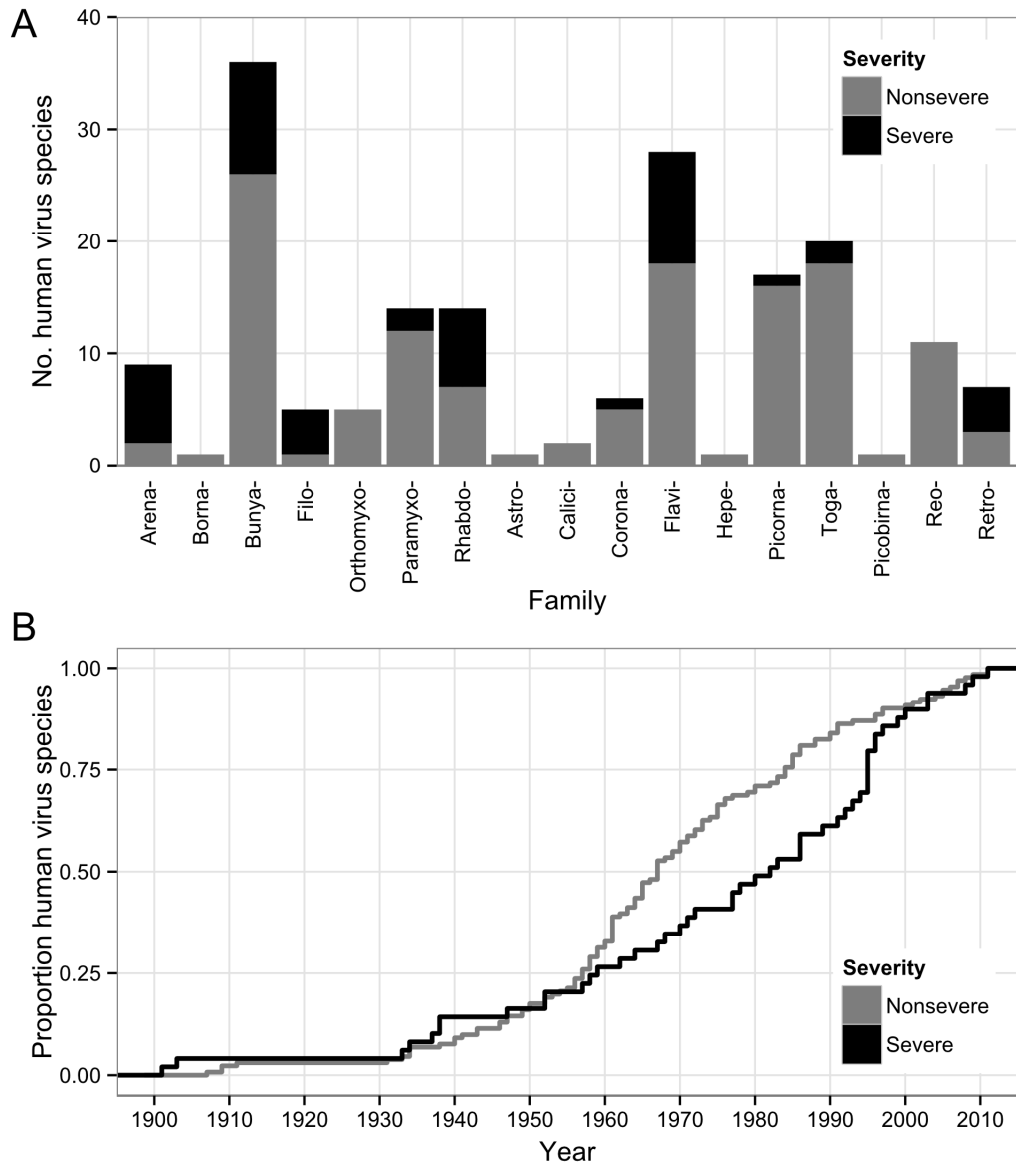 A
No. human virus species
40
30
20
10
0
Severity
Nonsevere
Severe
Arena-
Borna-
Bunya-
Filo-
Orthomyxo-
Paramyxo-
Rhabdo-
Astro-
Calici-
Corona-
Flavi-
Hepe-
Picorna-
Toga-
Picobirna-
Reo-
Retro-
Family
B
Proportion human virus species
1.00
0.75
0.50
0.25
0.00
Severity
Nonsevere
Severe
1900 1910 1920 1930 1940 1950 1960 1970 1980 1990 2000 2010
Year